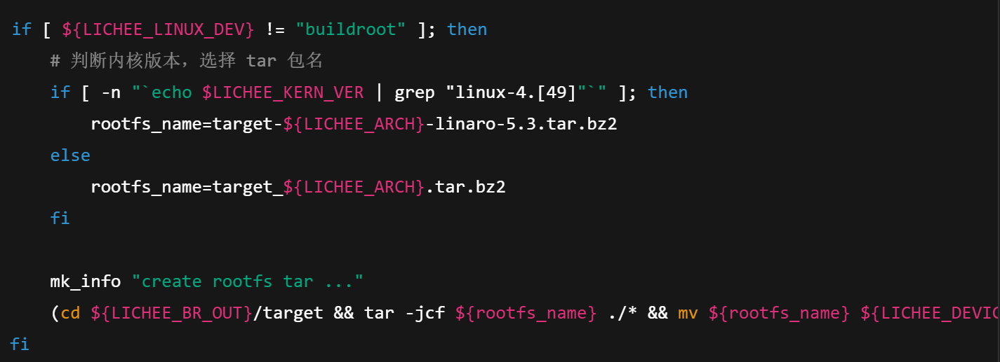 if [ ${LICHEE_LINUX_DEV} != "buildroot" ]; then
    # 判断内核版本，选择 tar 包名
    if [ -n "`echo $LICHEE_KERN_VER | grep "linux-4.[49]"`" ]; then
        rootfs_name=target-${LICHEE_ARCH}-linaro-5.3.tar.bz2
    else
        rootfs_name=target_${LICHEE_ARCH}.tar.bz2
    fi

    mk_info "create rootfs tar ..."
    (cd ${LICHEE_BR_OUT}/target && tar -jcf ${rootfs_name} ./* && mv ${rootfs_name} ${LICHEE_DEVIC
fi